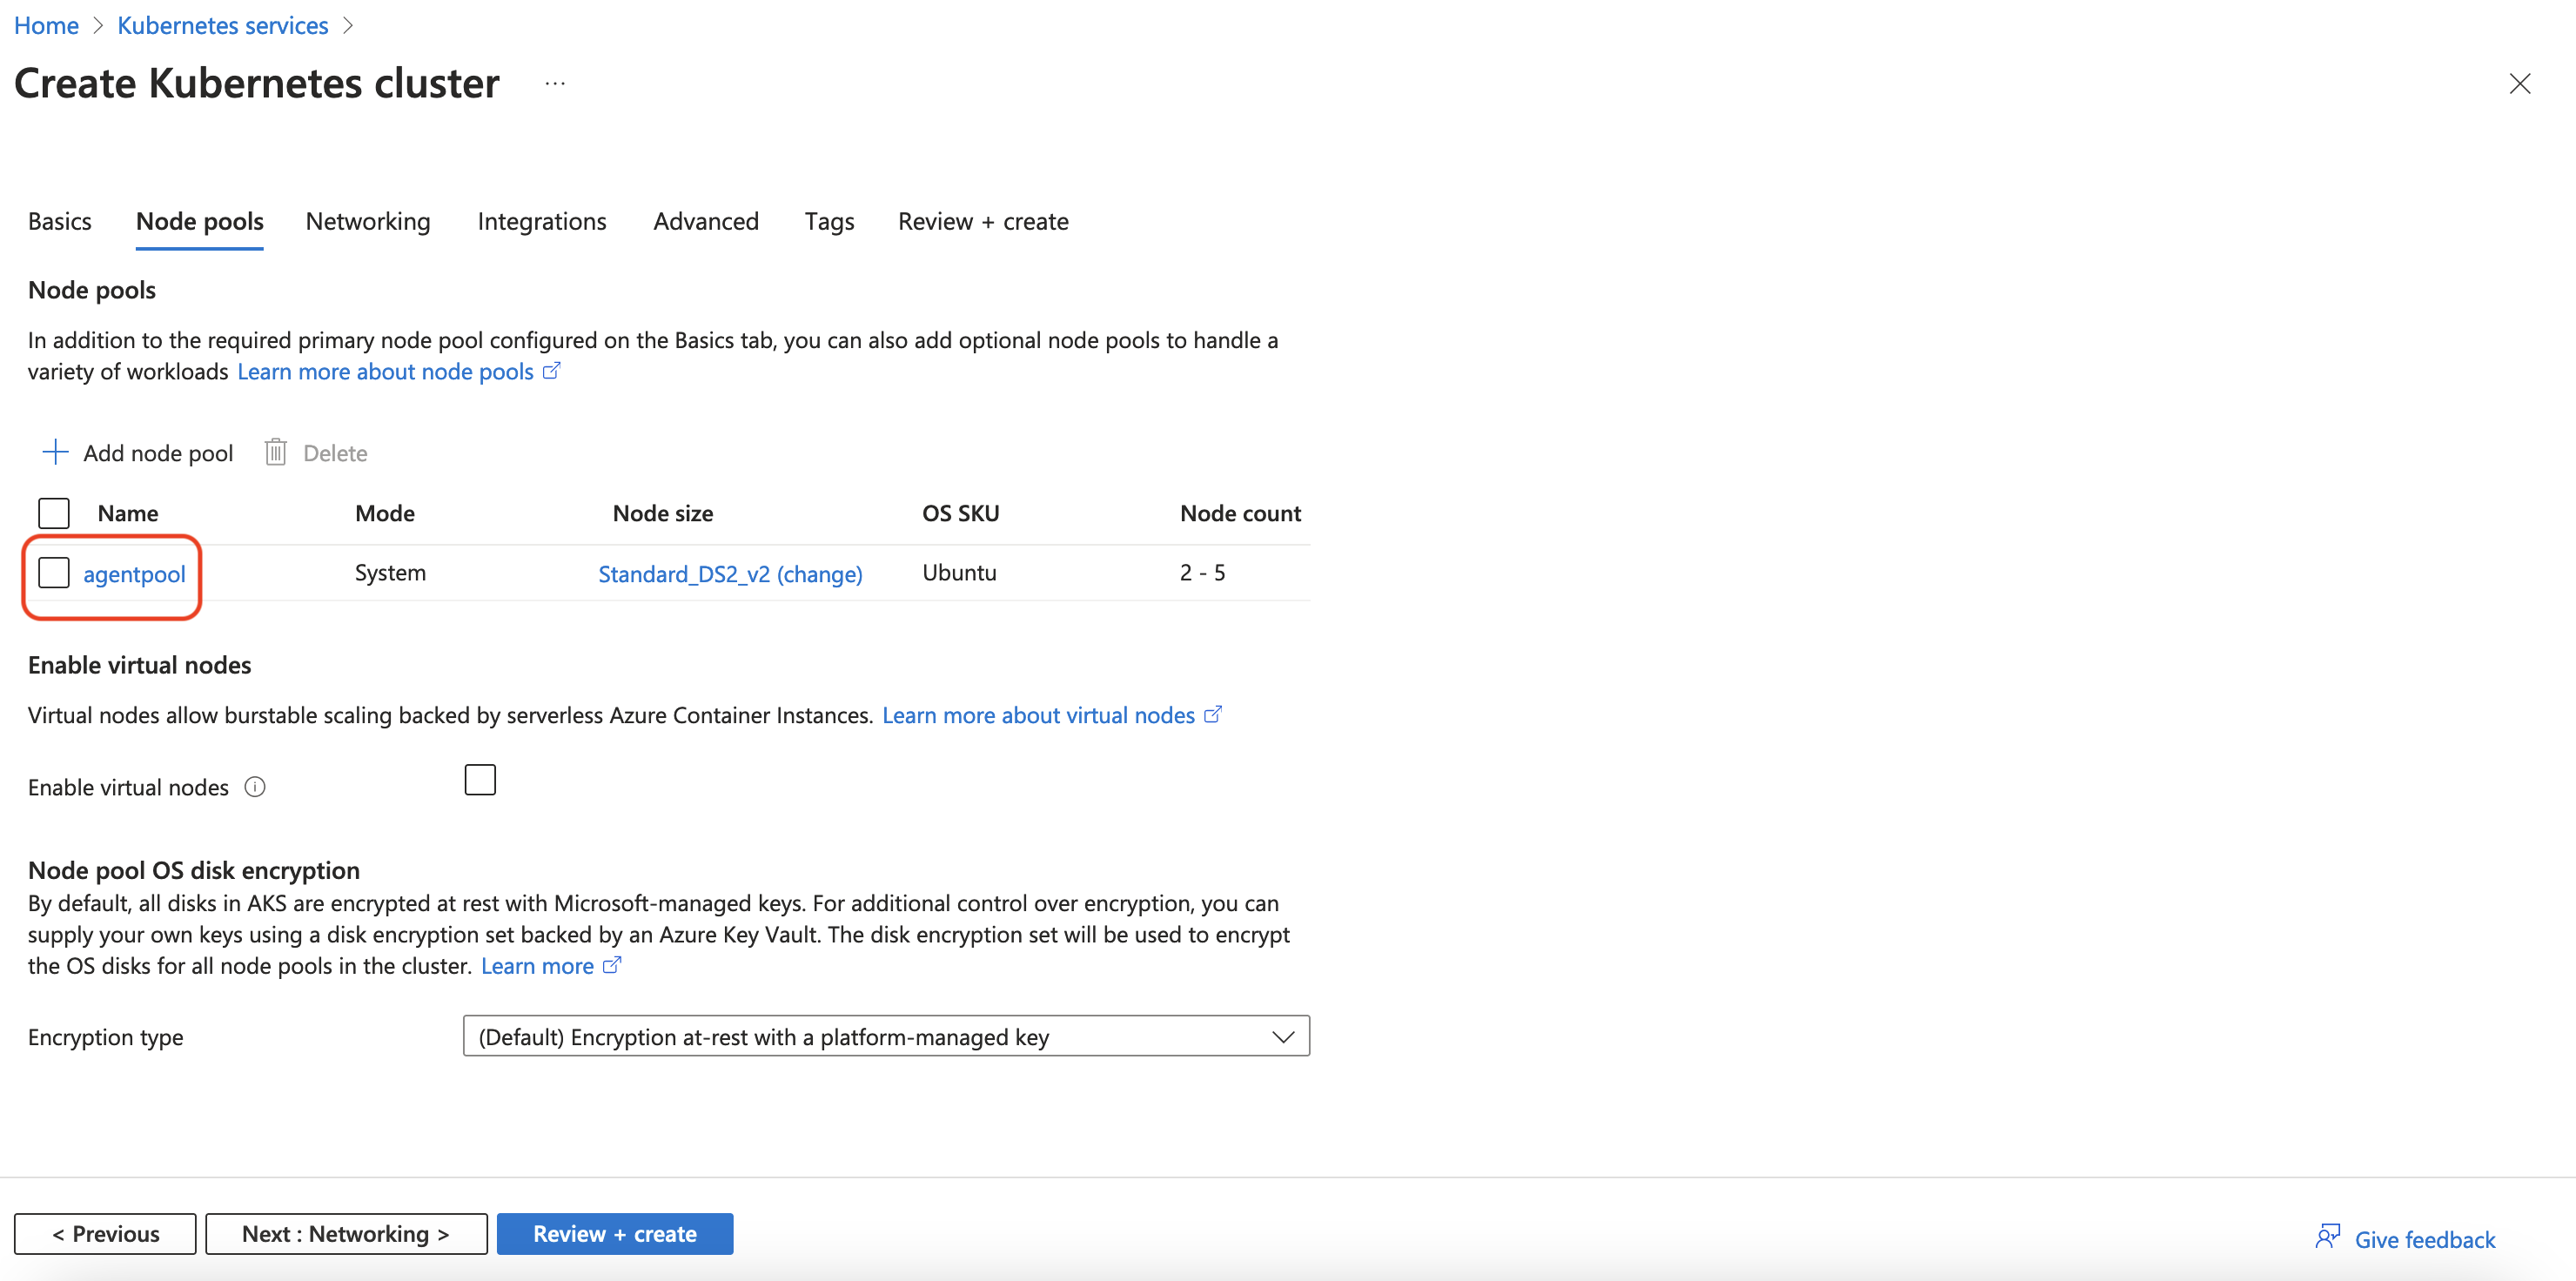 Home > Kubernetes services >
Create Kubernetes cluster ...
Basics Node pools Networking Integrations Advanced Tags Review + create
Node pools
In addition to the required primary node pool configured on the Basics tab, you can also add optional node pools to handle a
variety of workloads Learn more about node pools
Add node pool Delete
Name Mode Node size OS SKU Node count
agentpool System Standard_DS2_v2 (change) Ubuntu 2 - 5
Enable virtual nodes
Virtual nodes allow burstable scaling backed by serverless Azure Container Instances. Learn more about virtual nodes
Enable virtual nodes
Node pool OS disk encryption
By default, all disks in AKS are encrypted at rest with Microsoft-managed keys. For additional control over encryption, you can
supply your own keys using a disk encryption set backed by an Azure Key Vault. The disk encryption set will be used to encrypt
the OS disks for all node pools in the cluster. Learn more
Encryption type (Default) Encryption at-rest with a platform-managed key
< Previous Next : Networking > Review + create Give feedback